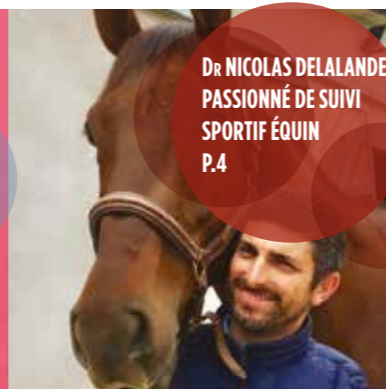 Dr NICOLAS DELALANDE
PASSIONNÉ DE SUIVI
SPORTIF ÉQUIN
P.4